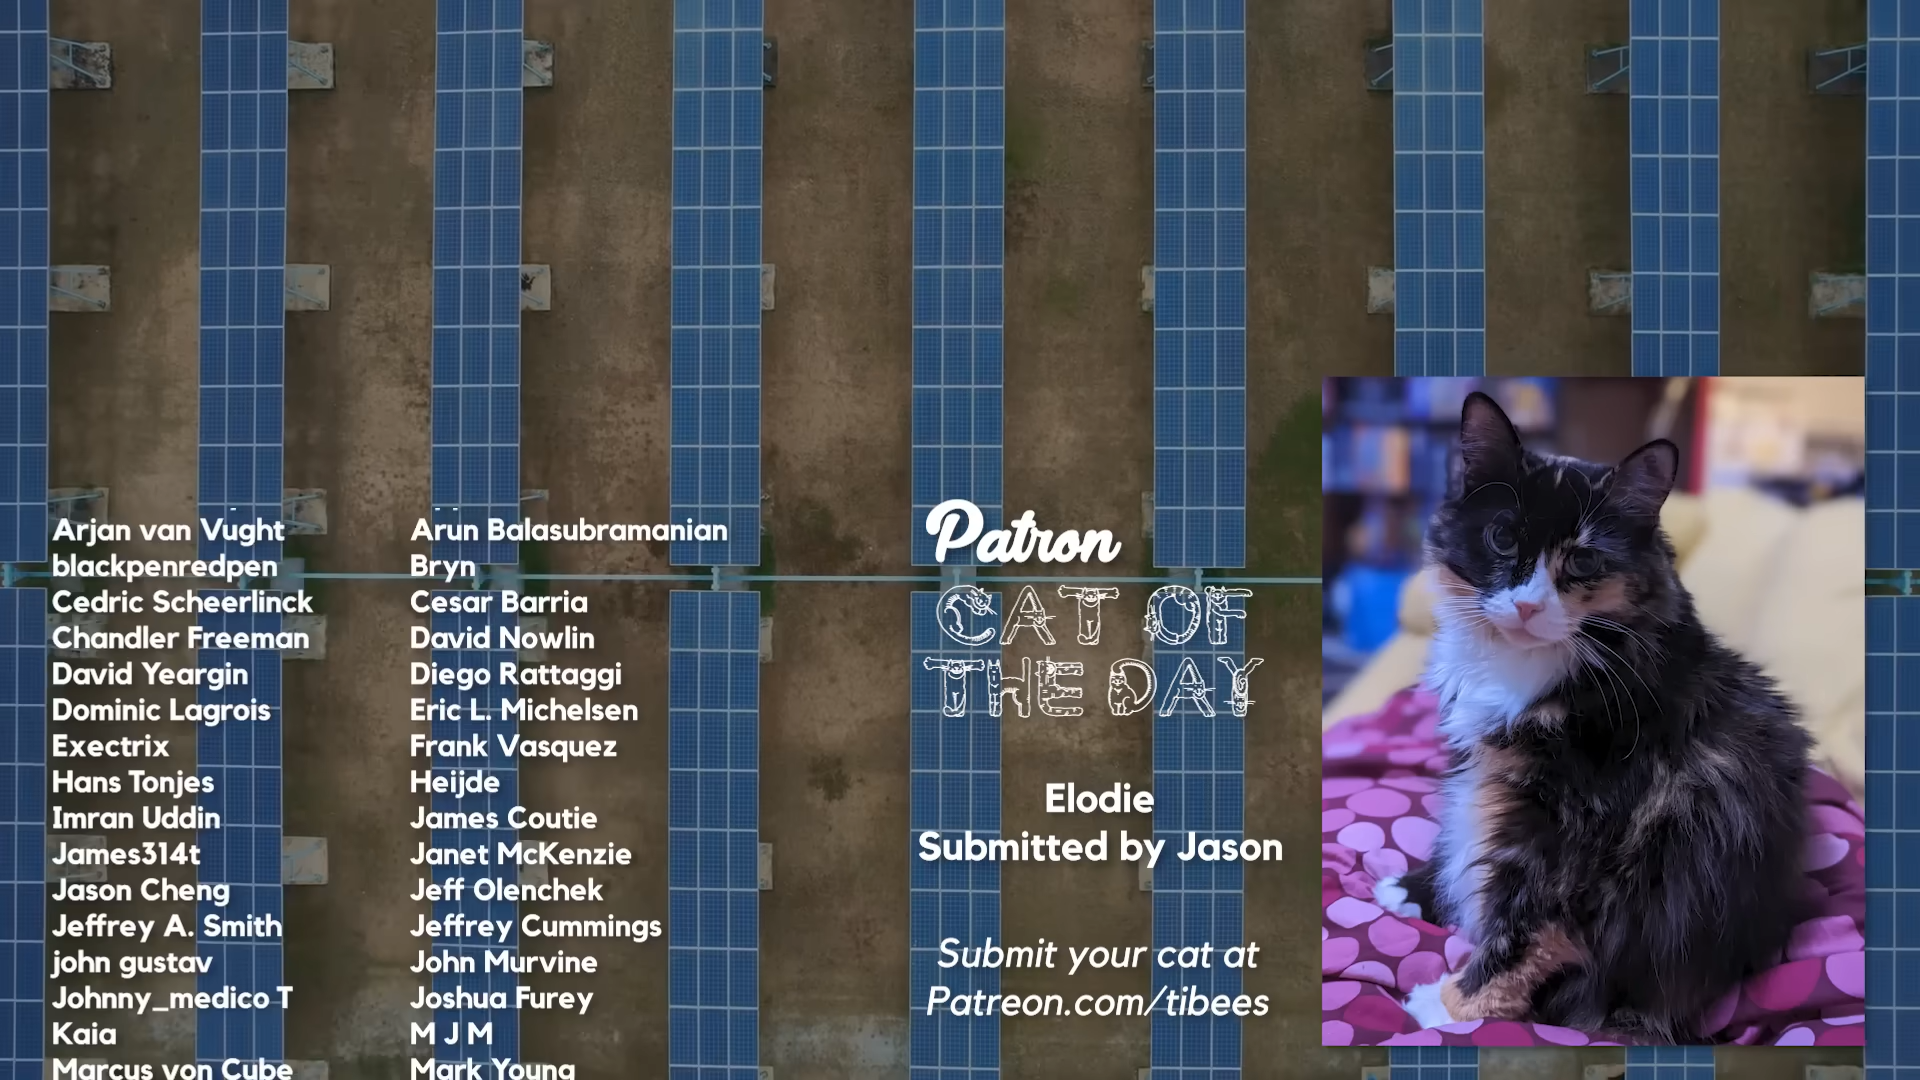 Arjan van Vught
blackpenredpen
Cedric Scheerlinck
Chandler Freeman
David Yeargin
Dominic Lagrois
Exectrix
Hans Tonjes
Imran Uddin
James314t
Jason Cheng
Jeffrey A. Smith
john gustav
Johnny_medico T
Kaia
Marcus von Cube
Arun Balasubramanian
Bryn
Cesar Barria
David Nowlin
Diego Rattaggi
Eric L. Michelsen
Frank Vasquez
Heijde
James Coutie
Janet McKenzie
Jeff Olenchek
Jeffrey Cummings
John Murvine
Joshua Furey
M J M
Mark Young
Patron
CAT OF
THE DAY
Elodie
Submitted by Jason
Submit your cat at
Patreon.com/tibees